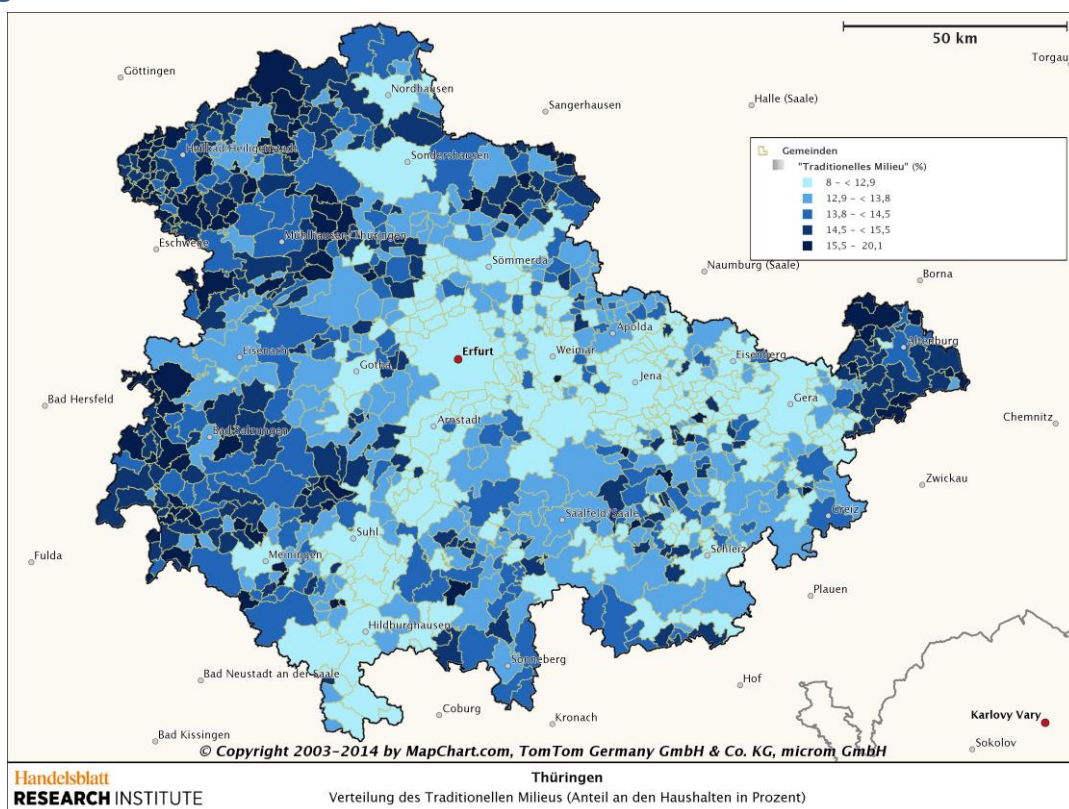 50 km
Torgau
Göttingen
Nordhausen
Sangerhausen
Halle (Saale)
Gemeinden
"Traditionelles Milieu" (%)
8 - < 12,9
12,9 - < 13,8
13,8 - < 14,5
14,5 - < 15,5
15,5 - 20,1
Heilbad Heiligenstadt
Sondershausen
Eschwege
Mühlhausen/Thüringen
Sömmerda
Naumburg (Saale)
Borna
Apolda
Altenburg
Eisenach
Erfurt
Weimar
Eisenberg
Gotha
Jena
Gera
Bad Hersfeld
Chemnitz
Arnstadt
Bad Salzungen
Zwickau
Saalfeld/Saale
Greiz
Suhl
Fulda
Meiningen
Schleiz
Plauen
Hildburghausen
Sonneberg
Bad Neustadt an der Saale
Hof
Coburg
Kronach
Karlovy Vary
Bad Kissingen
Sokolov
© Copyright 2003-2014 by MapChart.com, TomTom Germany GmbH & Co. KG, microm GmbH
Handelsblatt
RESEARCH INSTITUTE
Thüringen
Verteilung des Traditionellen Milieus (Anteil an den Haushalten in Prozent)